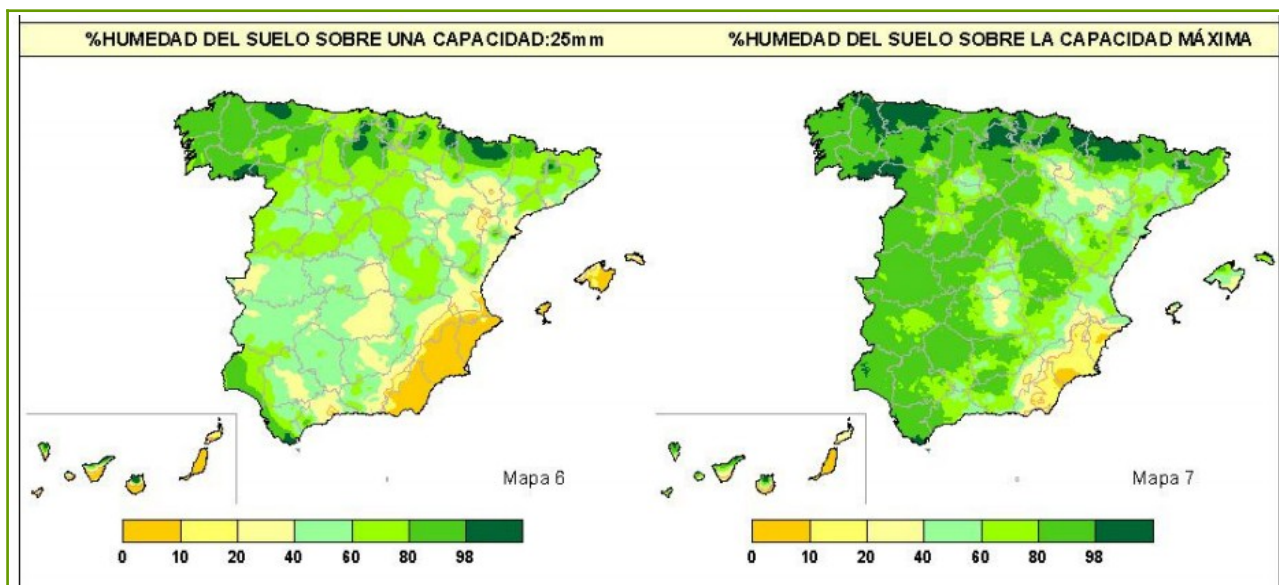 %HUMEDAD DEL SUELO SOBRE UNA CAPACIDAD:25mm
%HUMEDAD DEL SUELO SOBRE LA CAPACIDAD MÁXIMA
Mapa 6
Mapa 7
0 10 20 40 60 80 98
0 10 20 40 60 80 98